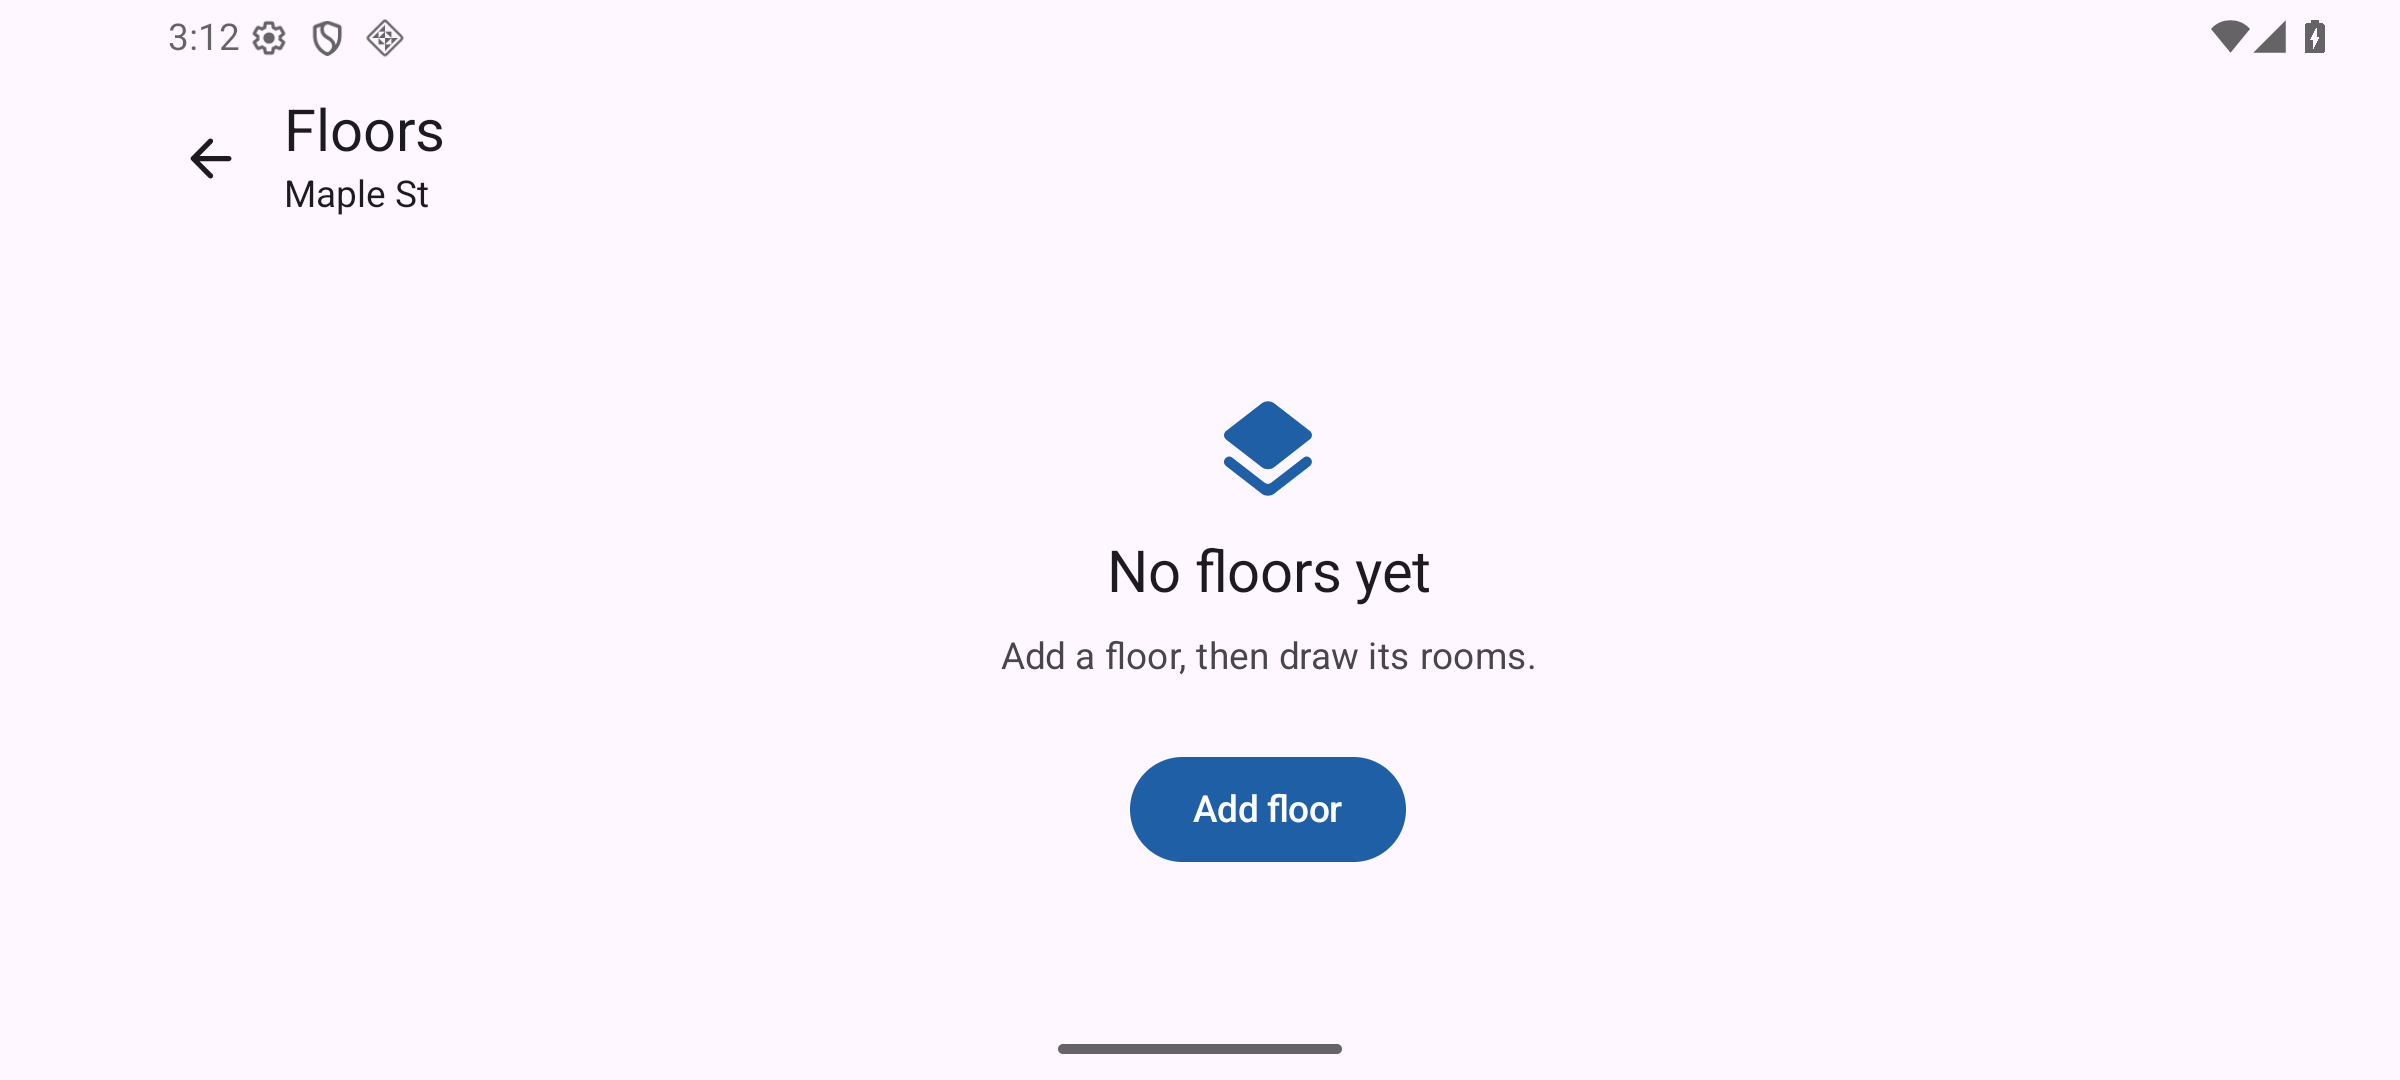 3:12
Floors
Maple St
No floors yet
Add a floor, then draw its rooms.
Add floor